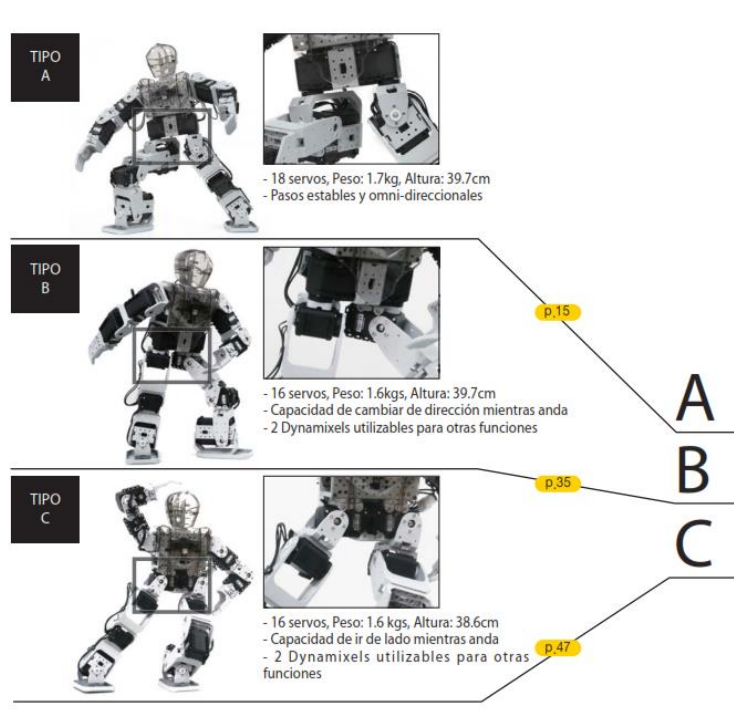 TIPO
A
- 18 servos, Peso: 1.7kg, Altura: 39.7cm
- Pasos estables y omni-direccionales
TIPO
B
p.15
- 16 servos, Peso: 1.6kgs, Altura: 39.7cm
- Capacidad de cambiar de dirección mientras anda
- 2 Dynamixels utilizables para otras funciones
A
B
p.35
TIPO
C
C
- 16 servos, Peso: 1.6 kgs, Altura: 38.6cm
- Capacidad de ir de lado mientras anda
- 2 Dynamixels utilizables para otras
funciones
p.47